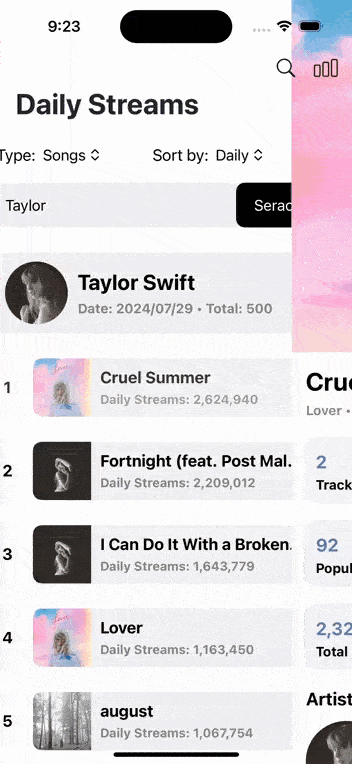 9:23
Daily Streams
Type: Songs
Sort by: Daily
Taylor
Serac
Taylor Swift
Date: 2024/07/29 • Total: 500
1
Cruel Summer
Daily Streams: 2,624,940
2
Fortnight (feat. Post Mal.
Daily Streams: 2,209,012
3
I Can Do It With a Broken.
Daily Streams: 1,643,779
4
Lover
Daily Streams: 1,163,450
5
august
Daily Streams: 1,067,754
Crue
Lover •
2
Track
92
Popul
2,32
Total
Artist